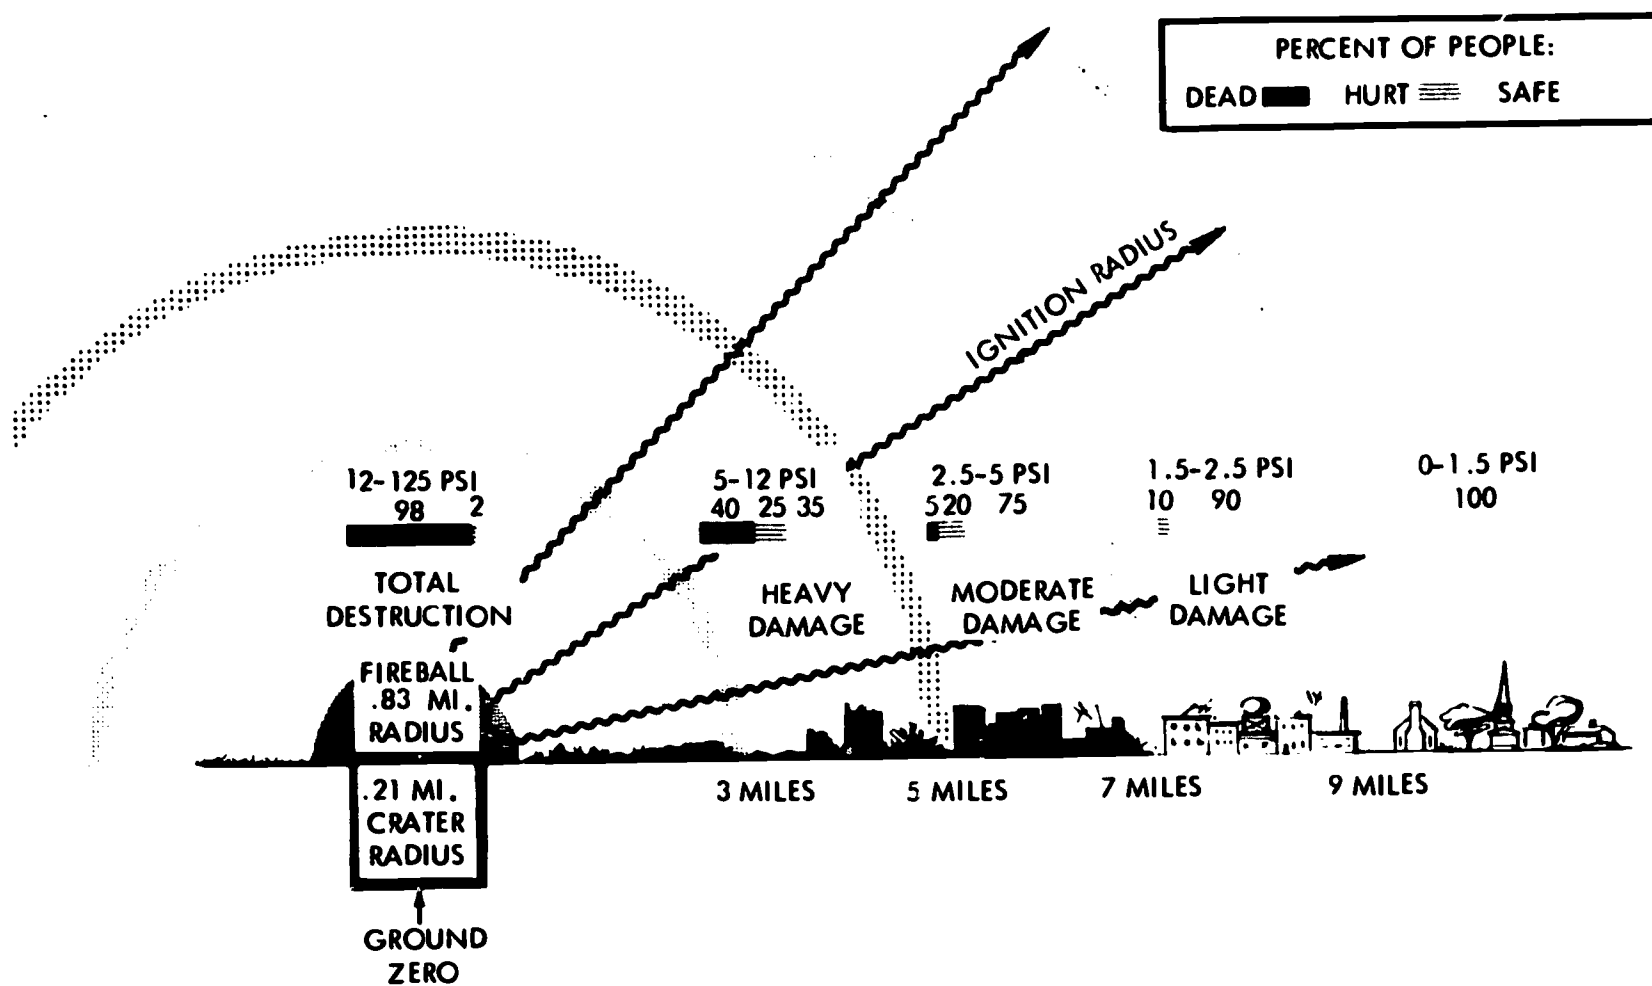 PERCENT OF PEOPLE:
DEAD HURT SAFE
IGNITION RADIUS
12-125 PSI
98 2
5-12 PSI
40 25 35
2.5-5 PSI
5 20 75
1.5-2.5 PSI
10 90
0-1.5 PSI
100
TOTAL
DESTRUCTION
HEAVY
DAMAGE
MODERATE
DAMAGE
LIGHT
DAMAGE
FIREBALL
.83 MI.
RADIUS
.21 MI.
CRATER
RADIUS
3 MILES
5 MILES
7 MILES
9 MILES
GROUND
ZERO